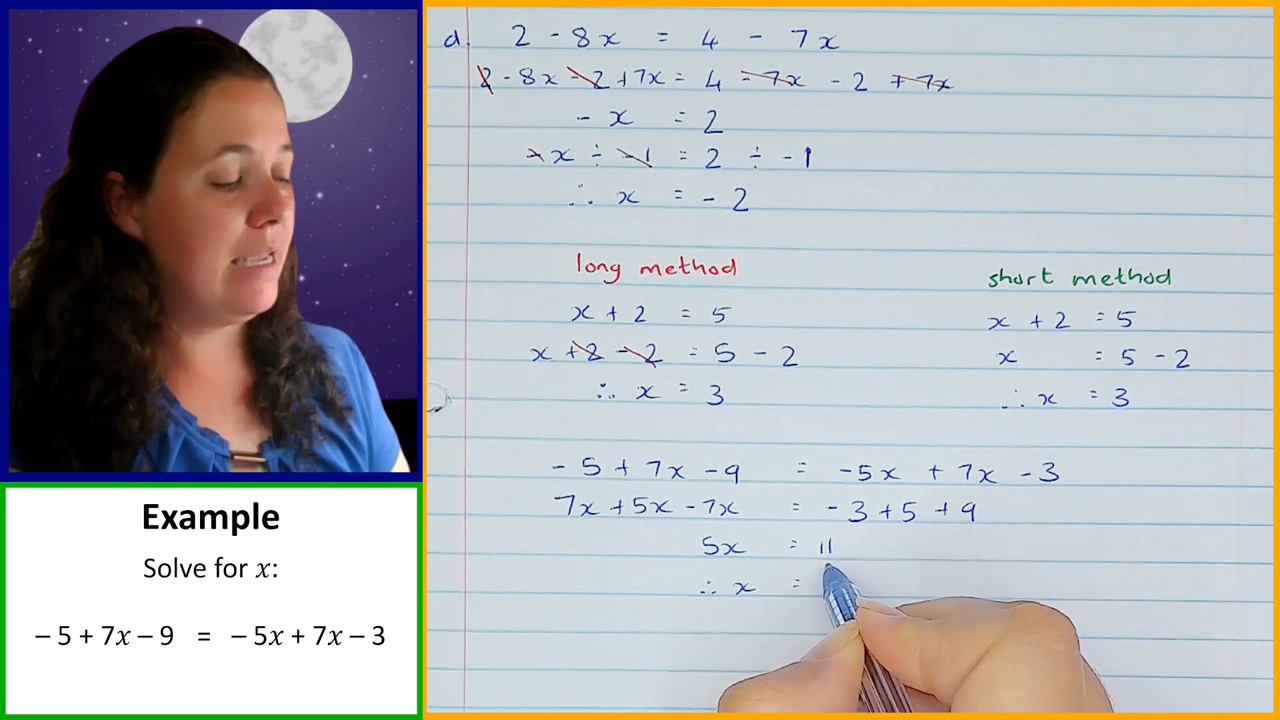 d. 2 - 8x = 4 - 7x
2 - 8x - 2 + 7x = 4 - 7x - 2 + 7x
- x = 2
- x ÷ - 1 = 2 ÷ - 1
∴ x = - 2
long method
x + 2 = 5
x + 2 - 2 = 5 - 2
∴ x = 3
short method
x + 2 = 5
x = 5 - 2
∴ x = 3
- 5 + 7x - 9 = - 5x + 7x - 3
7x + 5x - 7x = - 3 + 5 + 9
5x = 11
∴ x =
Example
Solve for x:
– 5 + 7x – 9 = – 5x + 7x – 3